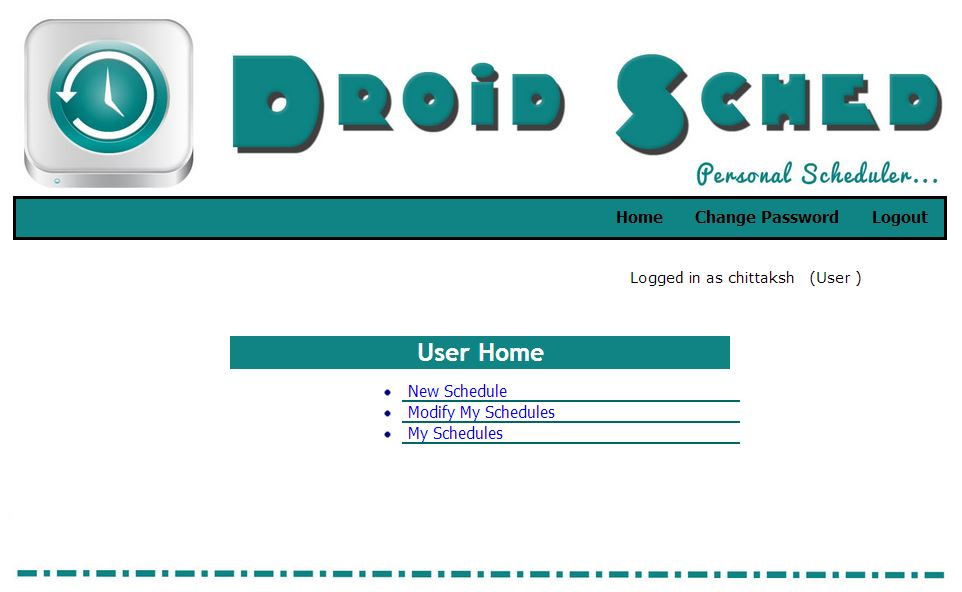 Droid Sched
Personal Scheduler...
Home Change Password Logout
Logged in as chittaksh (User )
User Home
New Schedule
Modify My Schedules
My Schedules